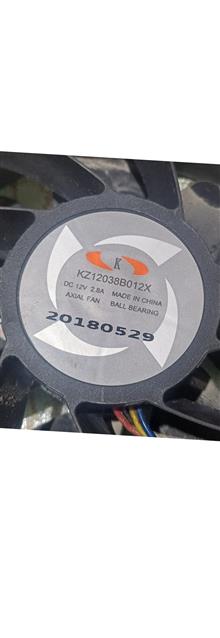 K
KZ12038B012X
DC 12V 2.8A MADE IN CHINA
AXIAL FAN BALL BEARING
20180529